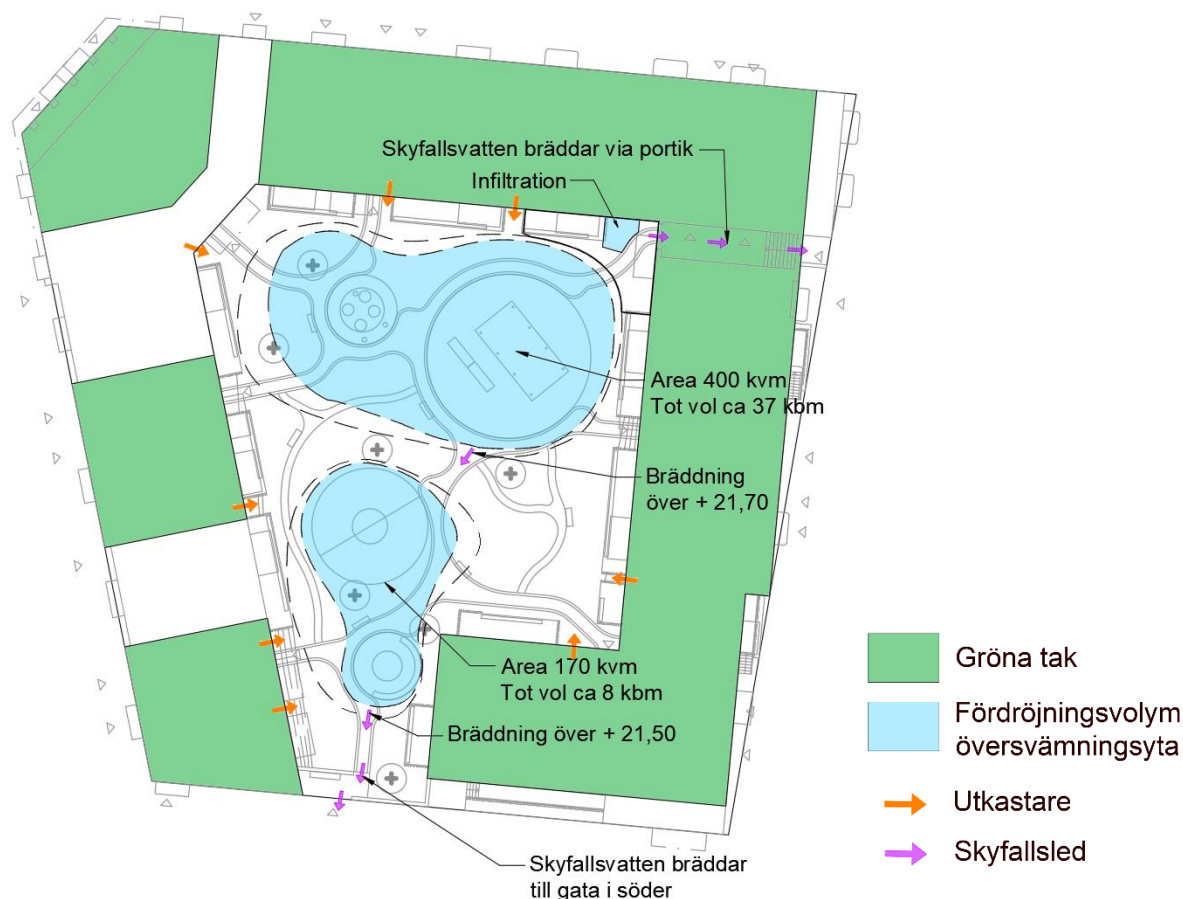 Skyfallsvatten bräddar via portik
Infiltration
Area 400 kvm
Tot vol ca 37 kbm
Bräddning
över + 21,70
Area 170 kvm
Tot vol ca 8 kbm
Bräddning över + 21,50
Skyfallsvatten bräddar
till gata i söder
Gröna tak
Fördröjningsvolym
översvämningsyta
Utkastare
Skyfallsled